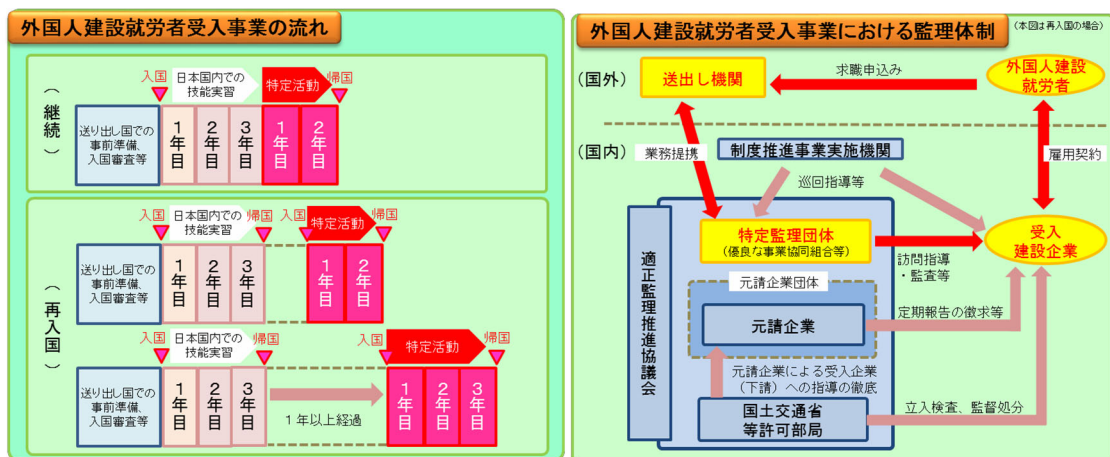 外国人建設就労者受入事業の流れ
（継続）
送り出し国での
事前準備、
入国審査等
入国
日本国内での
技能実習
特定活動
帰国
1年目
2年目
3年目
1年目
2年目
（再入国）
送り出し国での
事前準備、
入国審査等
入国
日本国内での
技能実習
帰国
入国
特定活動
帰国
1年目
2年目
3年目
1年目
2年目
送り出し国での
事前準備、
入国審査等
入国
日本国内での
技能実習
帰国
入国
特定活動
帰国
1年目
2年目
3年目
1年以上経過
1年目
2年目
3年目
外国人建設就労者受入事業における監理体制
（本図は再入国の場合）
（国外）
送出し機関
求職申込み
外国人建設
就労者
（国内）
業務提携
制度推進事業実施機関
雇用契約
巡回指導等
適正監理推進協議会
特定監理団体
（優良な事業協同組合等）
受入
建設企業
訪問指導
・監査等
元請企業団体
元請企業
定期報告の徴求等
元請企業による受入企業
（下請）への指導の徹底
国土交通省
等許可部局
立入検査、監督処分